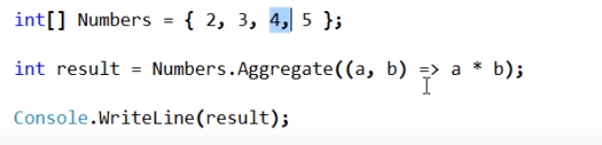 int[] Numbers = { 2, 3, 4, 5 };
int result = Numbers.Aggregate((a, b) => a * b);
Console.WriteLine(result);